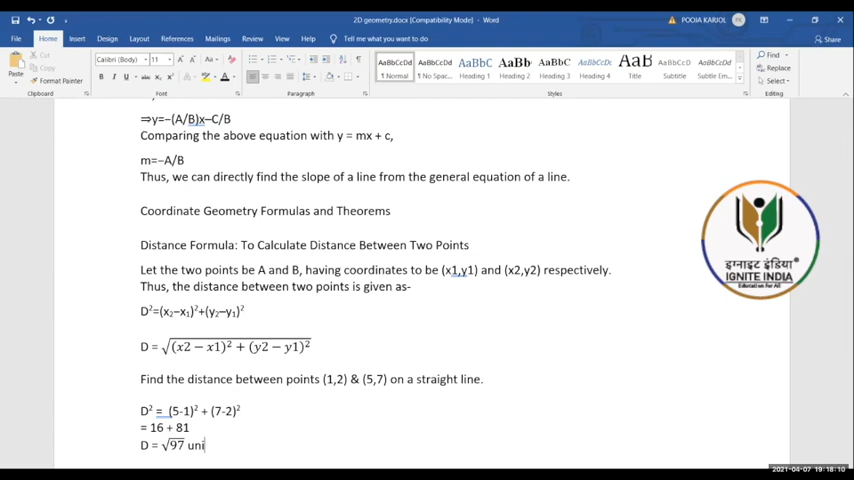 2D geometry.docx [Compatibility Mode] - Word
POOJA KARJOL
PK
File Home Insert Design Layout References Mailings Review View Help Tell me what you want to do
Share
Paste
Cut
Copy
Format Painter
Clipboard
Calibri (Body) 11
Font
Paragraph
AaBbCcDd AaBbCcDd AaBbC AaBb AaBbC AaBbCcDc AaB AaBbCcD AaBbCcDd
¶ Normal ¶ No Spac... Heading 1 Heading 2 Heading 3 Heading 4 Title Subtitle Subtle Em...
Styles
Find
Replace
Select
Editing
⇒y=−(A/B)x−C/B
Comparing the above equation with y = mx + c,
m=−A/B
Thus, we can directly find the slope of a line from the general equation of a line.
Coordinate Geometry Formulas and Theorems
Distance Formula: To Calculate Distance Between Two Points
Let the two points be A and B, having coordinates to be (x1,y1) and (x2,y2) respectively.
Thus, the distance between two points is given as-
D²=(x₂−x₁)²+(y₂−y₁)²
D = √(x2 − x1)² + (y2 − y1)²
Find the distance between points (1,2) & (5,7) on a straight line.
D² = (5-1)² + (7-2)²
= 16 + 81
D = √97 uni
इग्नाइट इंडिया
IGNITE INDIA
Education For All
2021-04-07 19:18:10